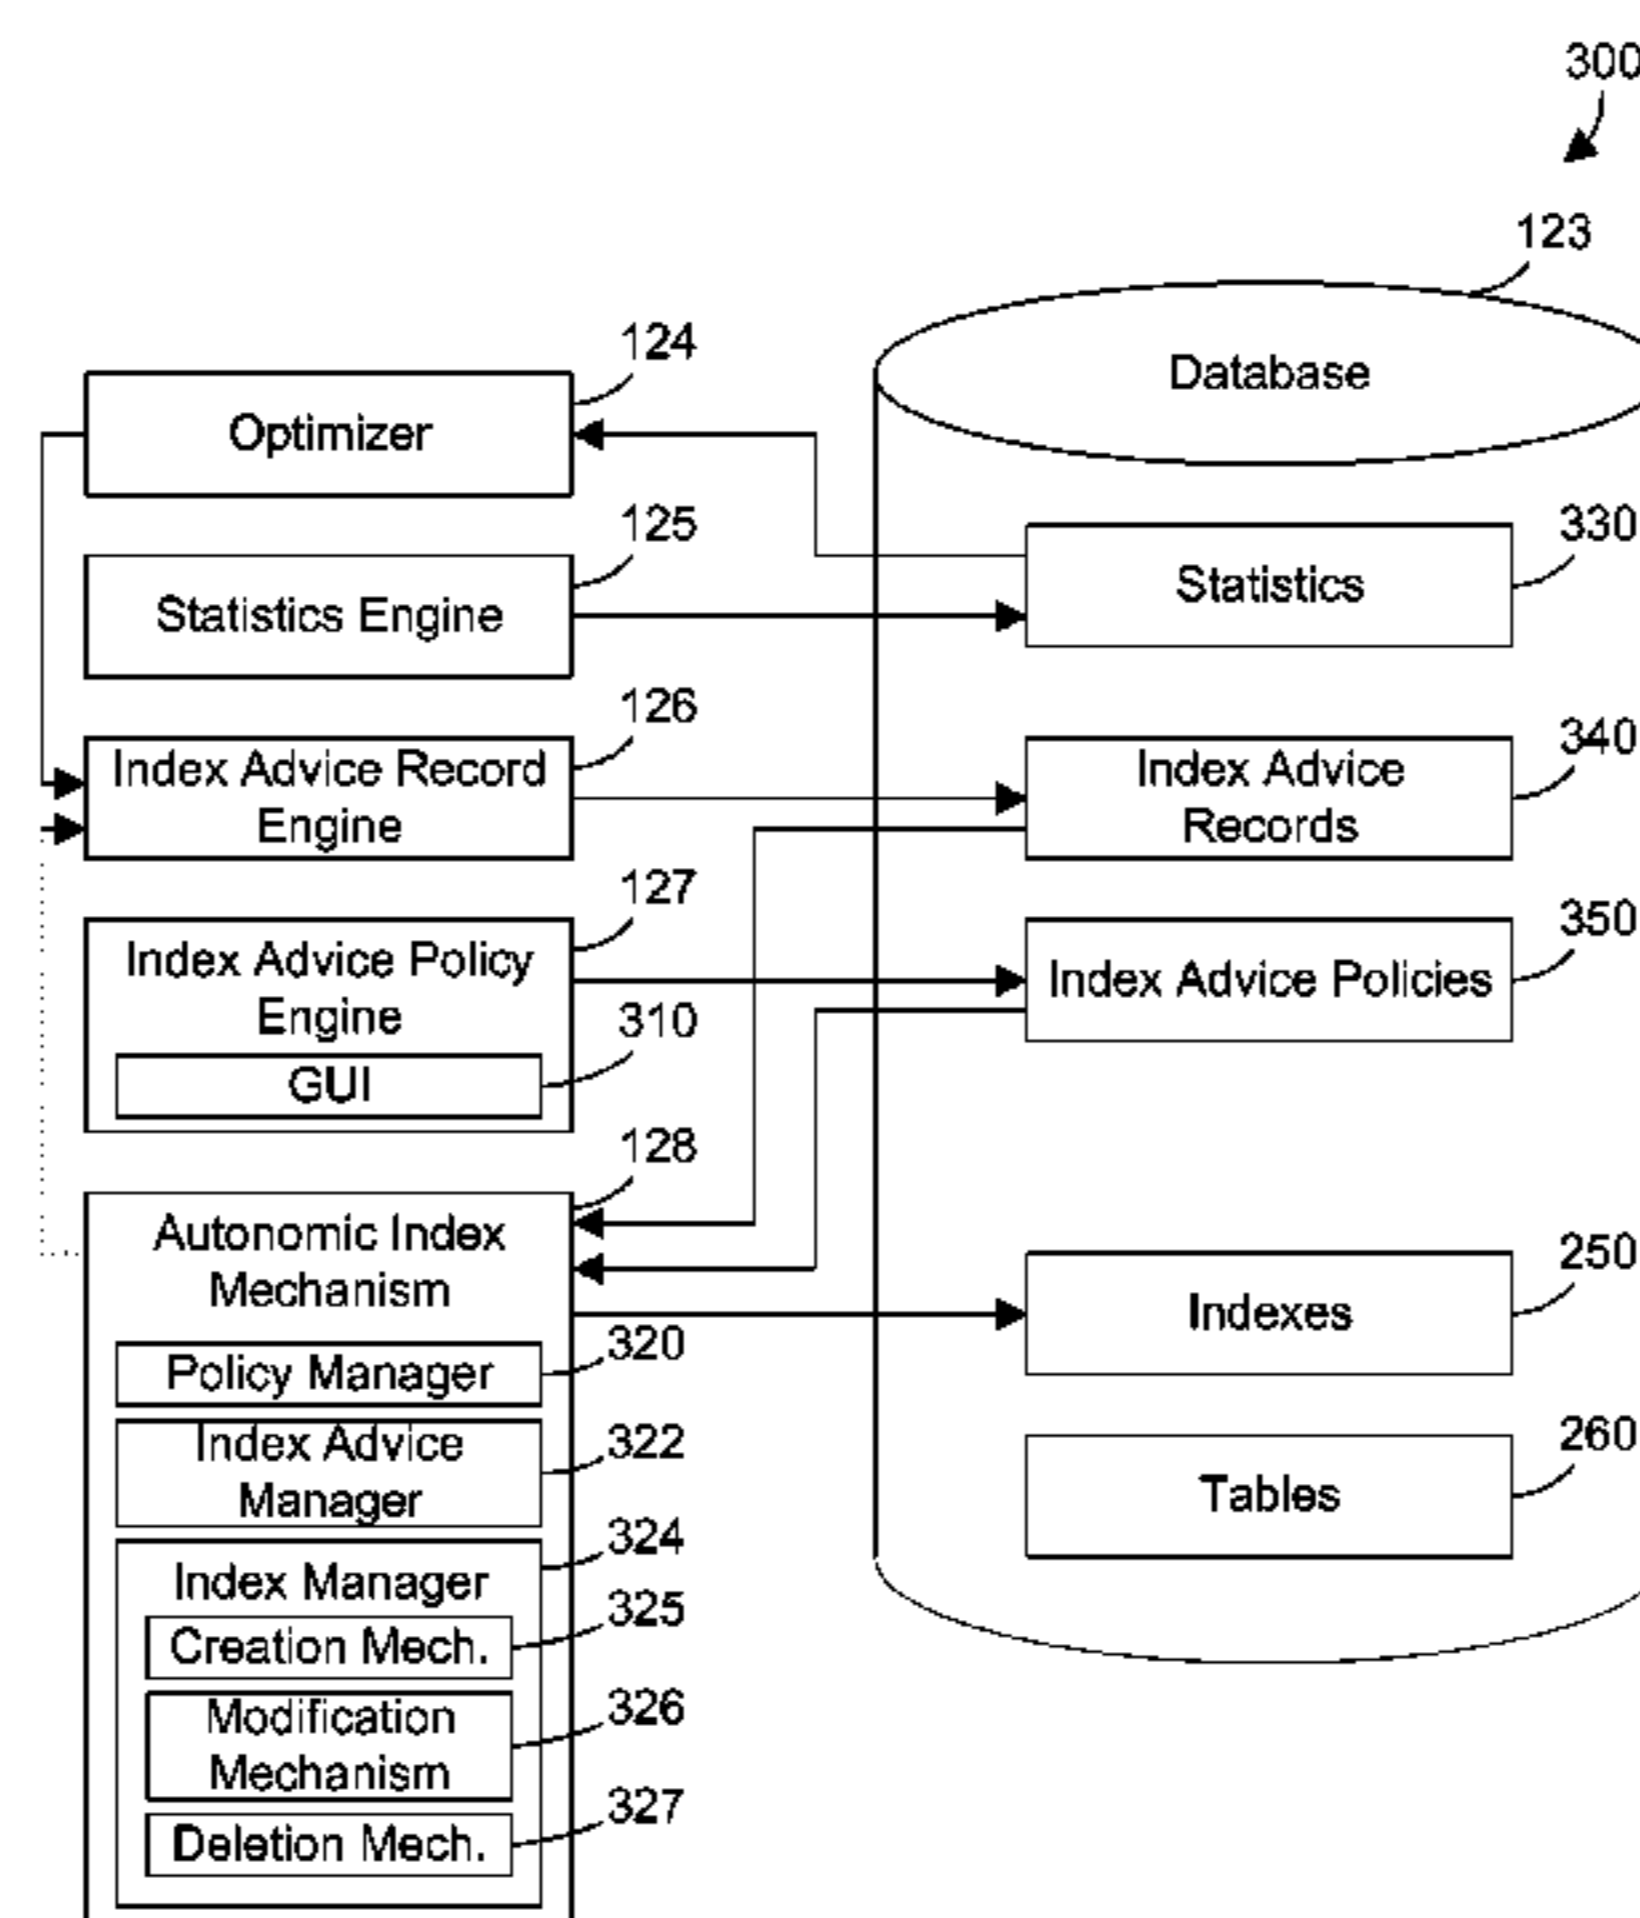 300
123
Database
124
Optimizer
125
Statistics Engine
330
Statistics
126
Index Advice Record
Engine
340
Index Advice
Records
127
Index Advice Policy
Engine
310
GUI
350
Index Advice Policies
128
Autonomic Index
Mechanism
320
Policy Manager
322
Index Advice
Manager
324
Index Manager
325
Creation Mech.
326
Modification
Mechanism
327
Deletion Mech.
250
Indexes
260
Tables